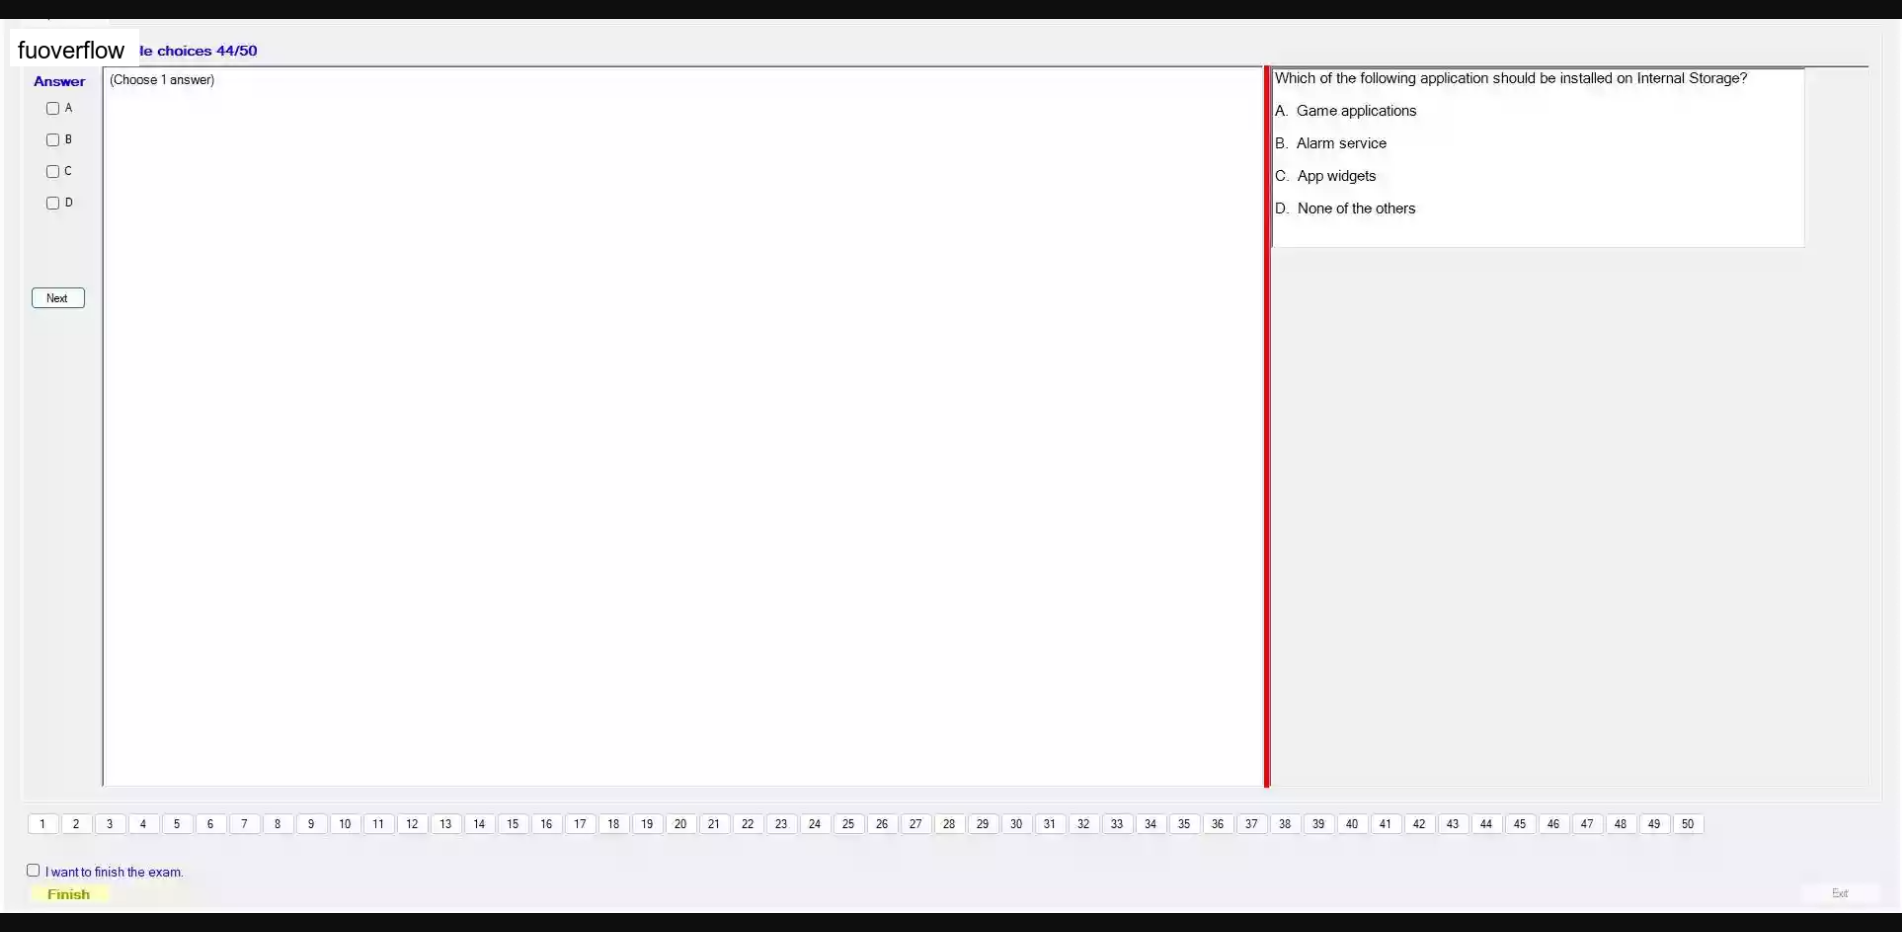 fuoverflow
le choices 44/50
Answer
(Choose 1 answer)
A
B
C
D
Next
Which of the following application should be installed on Internal Storage?
A. Game applications
B. Alarm service
C. App widgets
D. None of the others
1 2 3 4 5 6 7 8 9 10 11 12 13 14 15 16 17 18 19 20 21 22 23 24 25 26 27 28 29 30 31 32 33 34 35 36 37 38 39 40 41 42 43 44 45 46 47 48 49 50
I want to finish the exam.
Finish
Exit